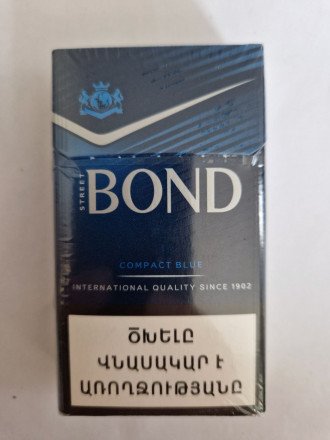 STREET
BOND
COMPACT BLUE
INTERNATIONAL QUALITY SINCE 1902
ԾԽԵԼԸ
ՎՆԱՍԱԿԱՐ Է
ԱՌՈՂՋՈՒԹՅԱՆԸ